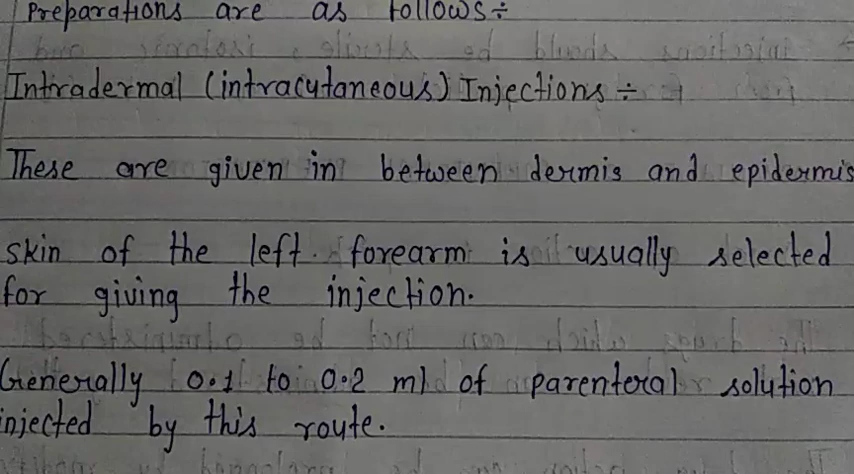 Preparations are as follows÷
Intradermal (intracutaneous) Injections ÷
These are given in between dermis and epidermis
skin of the left forearm is usually selected
for giving the injection.
Generally 0.1 to 0.2 ml of parenteral solution
injected by this route.